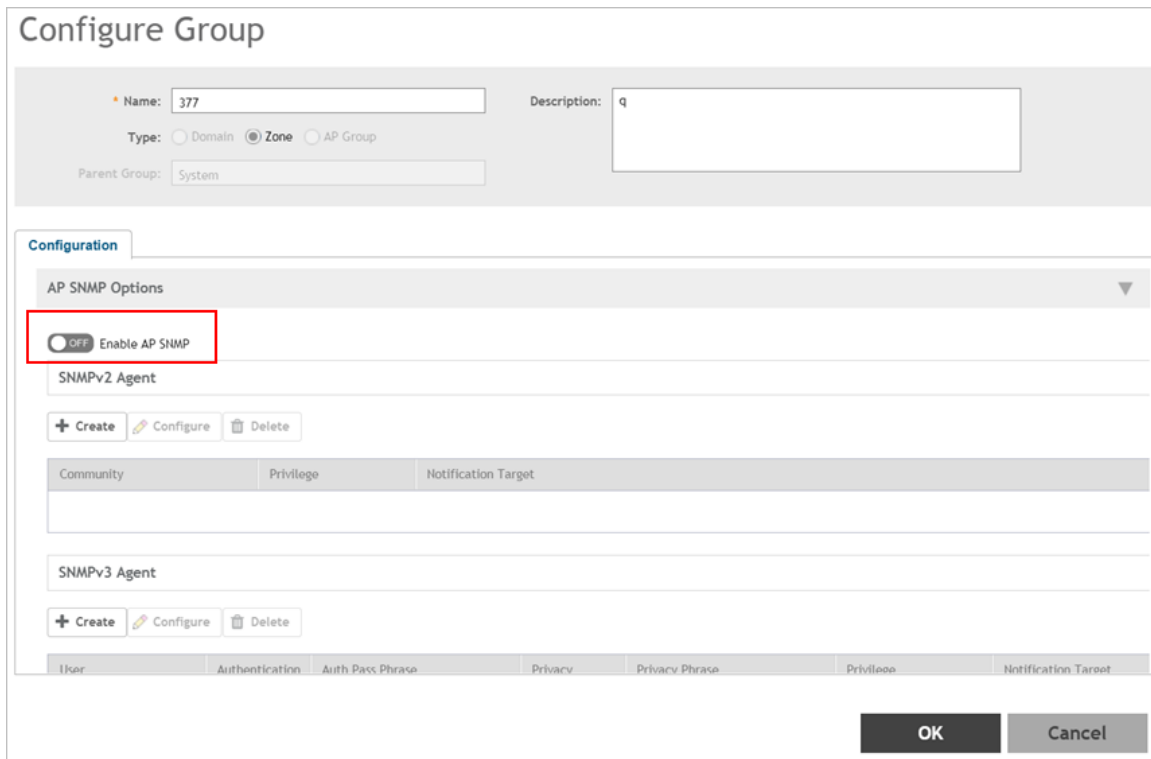 Configure Group
* Name: 377 Description: q
Type: Domain Zone AP Group
Parent Group: System
Configuration
AP SNMP Options
OFF Enable AP SNMP
SNMPv2 Agent
+ Create Configure Delete
Community Privilege Notification Target
SNMPv3 Agent
+ Create Configure Delete
User Authentication Auth Pass Phrase Privacy Privacy Phrase Privilege Notification Target
OK Cancel